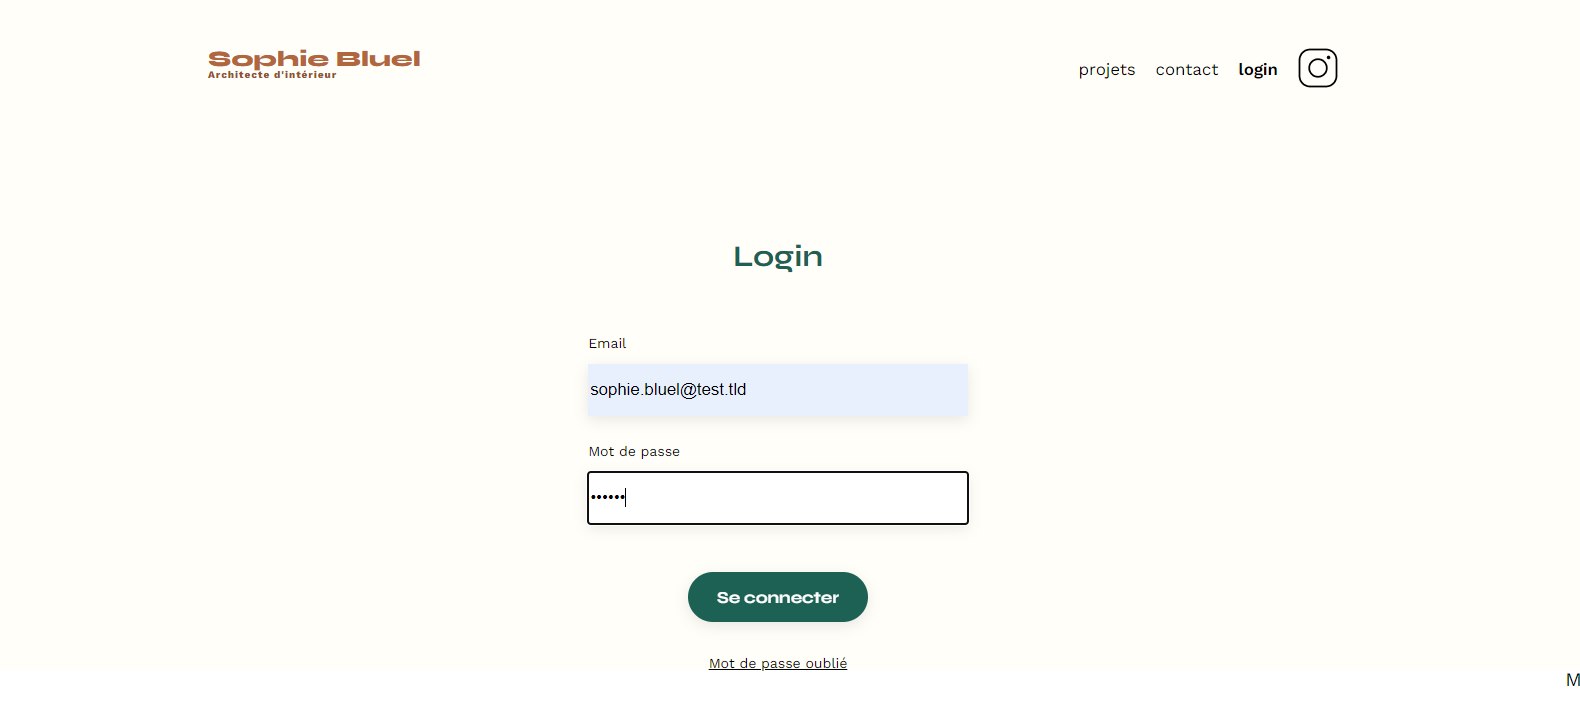 Sophie Bluel
Architecte d'intérieur
projets contact login
Login
Email
sophie.bluel@test.tld
Mot de passe
••••••
Se connecter
Mot de passe oublié
M